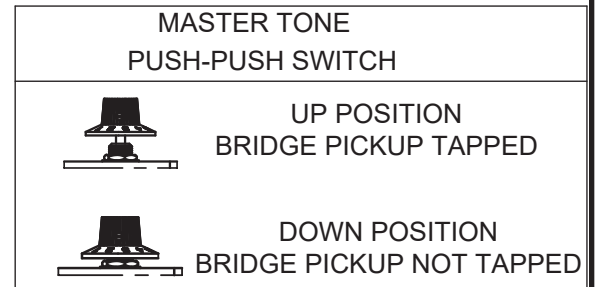 MASTER TONE
PUSH-PUSH SWITCH
UP POSITION
BRIDGE PICKUP TAPPED
DOWN POSITION
BRIDGE PICKUP NOT TAPPED